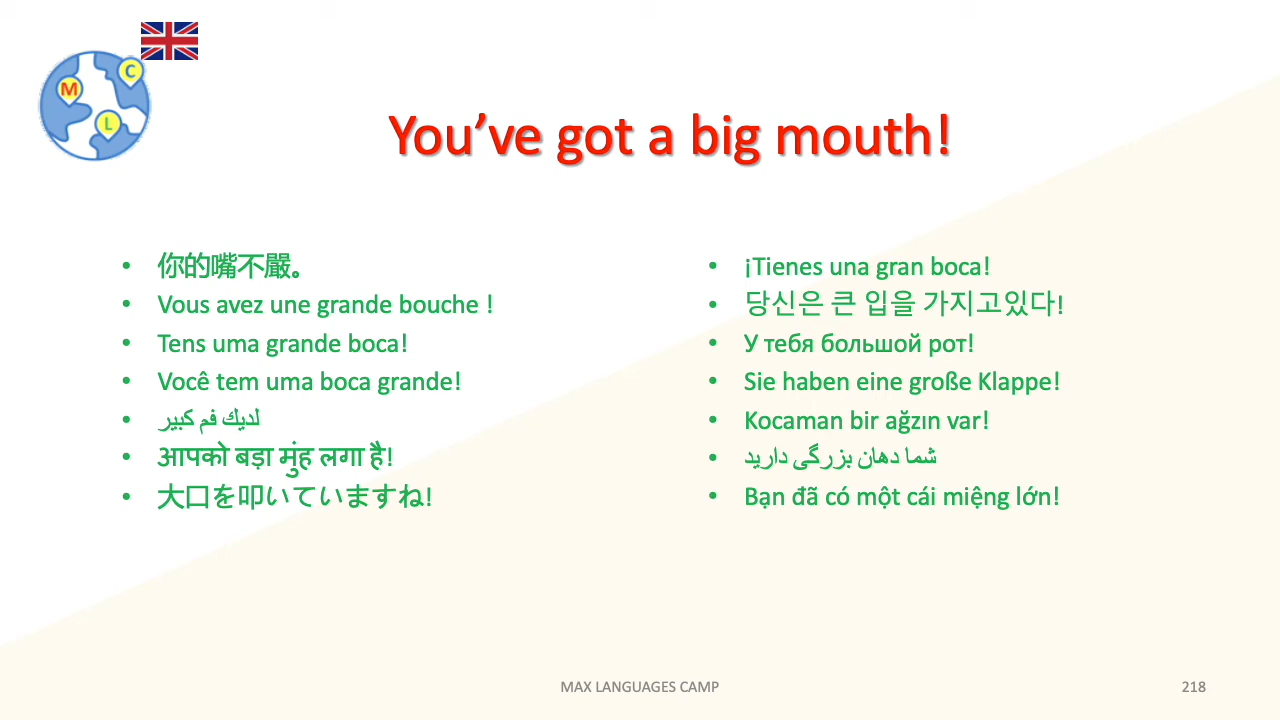 C
M
L
You’ve got a big mouth!
• 你的嘴不嚴。
• Vous avez une grande bouche !
• Tens uma grande boca!
• Você tem uma boca grande!
• لديك فم كبير
• आपको बड़ा मुंह लगा है!
• 大口を叩いていますね!
• ¡Tienes una gran boca!
• 당신은 큰 입을 가지고있다!
• У тебя большой рот!
• Sie haben eine große Klappe!
• Kocaman bir ağzın var!
• شما دهان بزرگی دارید
• Bạn đã có một cái miệng lớn!
MAX LANGUAGES CAMP
218